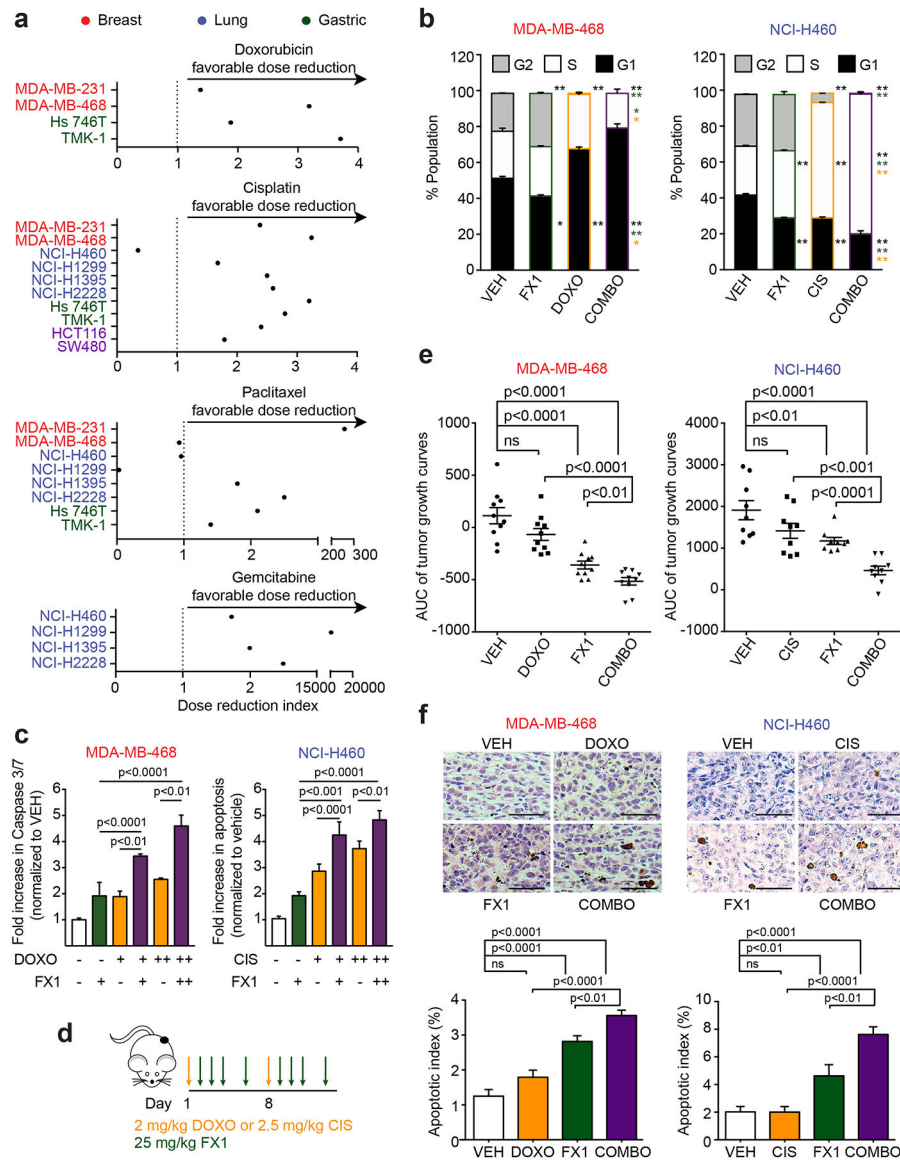 a
Breast Lung Gastric
Doxorubicin
favorable dose reduction
MDA-MB-231
MDA-MB-468
Hs 746T
TMK-1
0 1 2 3 4
Cisplatin
favorable dose reduction
MDA-MB-231
MDA-MB-468
NCI-H460
NCI-H1299
NCI-H1395
NCI-H2228
Hs 746T
TMK-1
HCT116
SW480
0 1 2 3 4
Paclitaxel
favorable dose reduction
MDA-MB-231
MDA-MB-468
NCI-H460
NCI-H1299
NCI-H1395
NCI-H2228
Hs 746T
TMK-1
0 1 2 200 300
Gemcitabine
favorable dose reduction
NCI-H460
NCI-H1299
NCI-H1395
NCI-H2228
0 1 2 15000 20000
Dose reduction index
b
MDA-MB-468
% Population
120
100
80
60
40
20
0
G2 S G1
** ** **
**
*
*
* ** **
**
*
VEH FX1 DOXO COMBO
NCI-H460
% Population
120
100
80
60
40
20
0
G2 S G1
** **
**
** ** **
**
**
** ** **
**
**
VEH FX1 CIS COMBO
c
MDA-MB-468
Fold increase in Caspase 3/7
(normalized to VEH)
6
5
4
3
2
1
p<0.0001
p<0.01
p<0.0001
p<0.01
DOXO - - + + ++ ++
FX1 - + - + - ++
NCI-H460
Fold increase in apoptosis
(normalized to vehicle)
6
5
4
3
2
1
p<0.0001
p<0.001
p<0.01
p<0.0001
CIS - - + + ++ ++
FX1 - + - + - ++
d
Day 1 8
2 mg/kg DOXO or 2.5 mg/kg CIS
25 mg/kg FX1
e
MDA-MB-468
AUC of tumor growth curves
1000
500
0
-500
-1000
p<0.0001
p<0.0001
ns
p<0.0001
p<0.01
VEH DOXO FX1 COMBO
NCI-H460
AUC of tumor growth curves
4000
3000
2000
1000
0
-1000
p<0.0001
p<0.01
ns
p<0.001
p<0.0001
VEH CIS FX1 COMBO
f
MDA-MB-468
VEH DOXO
FX1 COMBO
NCI-H460
VEH CIS
FX1 COMBO
Apoptotic index (%)
4
3
2
1
0
p<0.0001
p<0.0001
ns
p<0.0001
p<0.01
VEH DOXO FX1 COMBO
Apoptotic index (%)
10
8
6
4
2
0
p<0.0001
p<0.01
ns
p<0.0001
p<0.01
VEH CIS FX1 COMBO